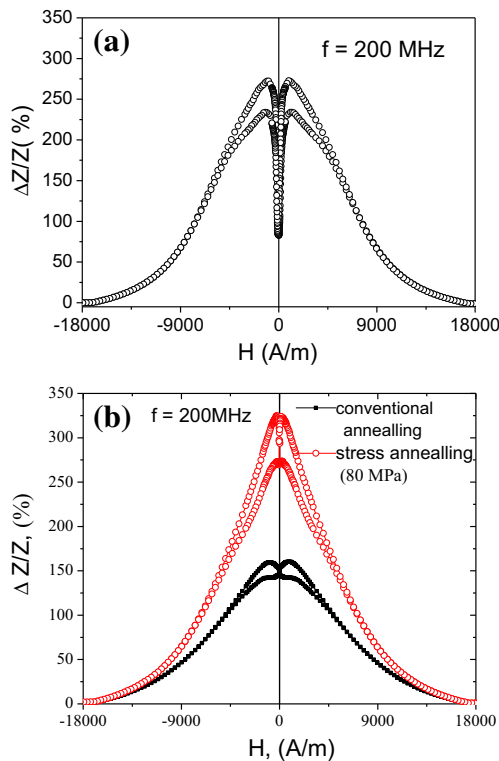 (a)
f = 200 MHz
ΔZ/Z( %)
350
300
250
200
150
100
50
0
-18000 -9000 0 9000 18000
H (A/m)
(b)
f = 200MHz
conventional
annealling
stress annealling
(80 MPa)
Δ Z/Z, (%)
350
300
250
200
150
100
50
0
-18000 -9000 0 9000 18000
H, (A/m)